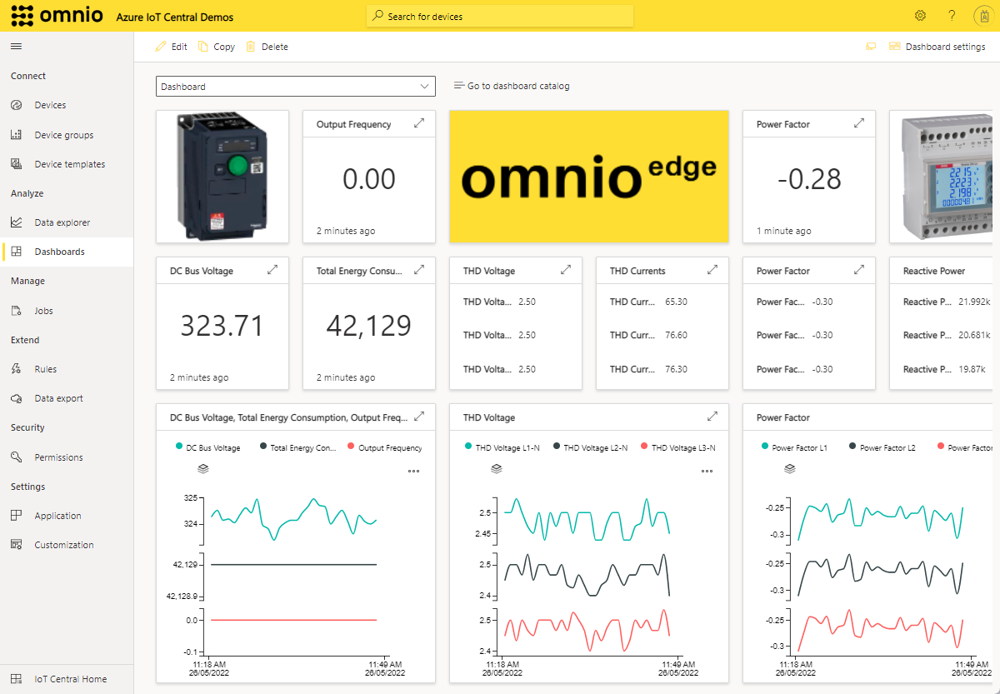 omnio Azure IoT Central Demos
Search for devices
?
Edit Copy Delete
Dashboard settings
Connect
Devices
Device groups
Device templates
Analyze
Data explorer
Dashboards
Manage
Jobs
Extend
Rules
Data export
Security
Permissions
Settings
Application
Customization
IoT Central Home
Dashboard
Go to dashboard catalog
Output Frequency
0.00
2 minutes ago
omnio edge
Power Factor
-0.28
1 minute ago
2.215
2.223
2.198
DC Bus Voltage
323.71
2 minutes ago
Total Energy Consu...
42,129
2 minutes ago
THD Voltage
THD Volta... 2.50
THD Volta... 2.50
THD Volta... 2.50
THD Currents
THD Curr... 65.30
THD Curr... 76.60
THD Curr... 76.30
Power Factor
Power Fac... -0.30
Power Fac... -0.30
Power Fac... -0.30
Reactive Power
Reactive P... 21.992k
Reactive P... 20.681k
Reactive P... 19.87k
DC Bus Voltage, Total Energy Consumption, Output Freq...
DC Bus Voltage Total Energy Con... Output Frequency
325
324
42,129
42,128.9
0.0
-0.1
11:18 AM 11:49 AM
26/05/2022 26/05/2022
THD Voltage
THD Voltage L1-N THD Voltage L2-N THD Voltage L3-N
2.5
2.45
2.5
2.4
2.5
2.4
11:18 AM 11:49 AM
26/05/2022 26/05/2022
Power Factor
Power Factor L1 Power Factor L2 Power Factor
-0.25
-0.3
-0.25
-0.3
-0.25
-0.3
11:18 AM 11:49 AM
26/05/2022 26/05/2022